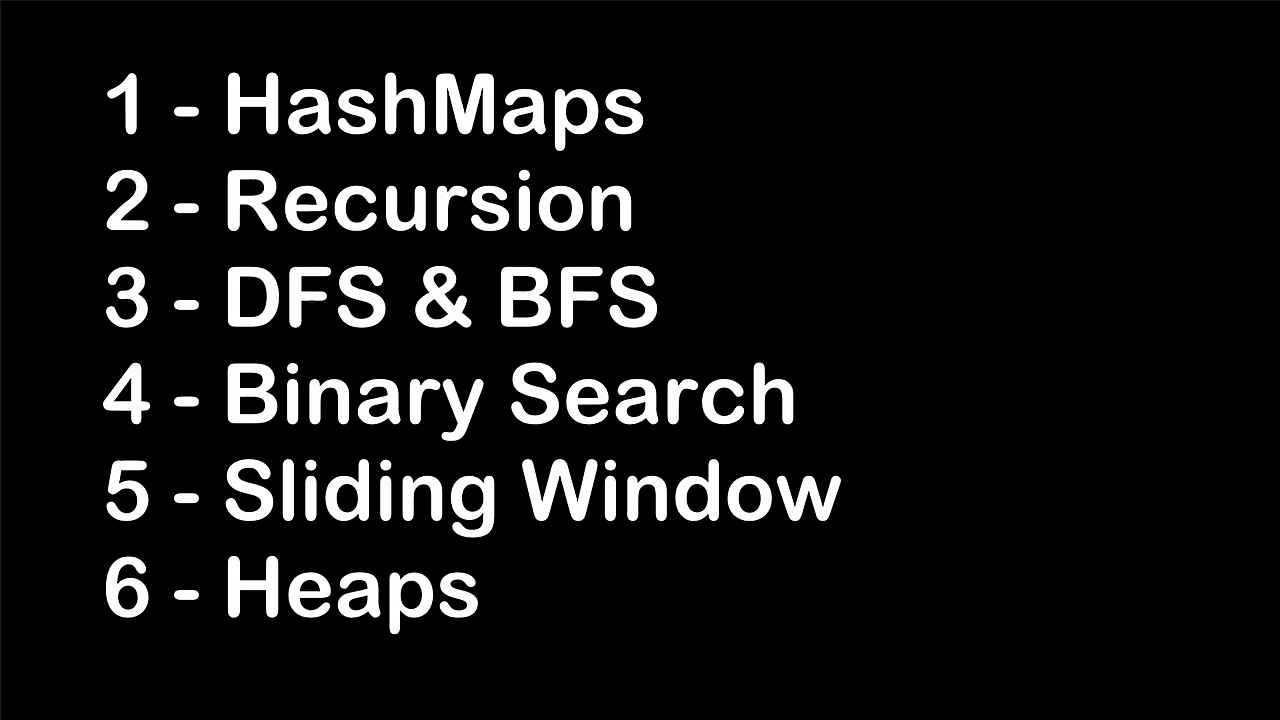 1 - HashMaps
2 - Recursion
3 - DFS & BFS
4 - Binary Search
5 - Sliding Window
6 - Heaps